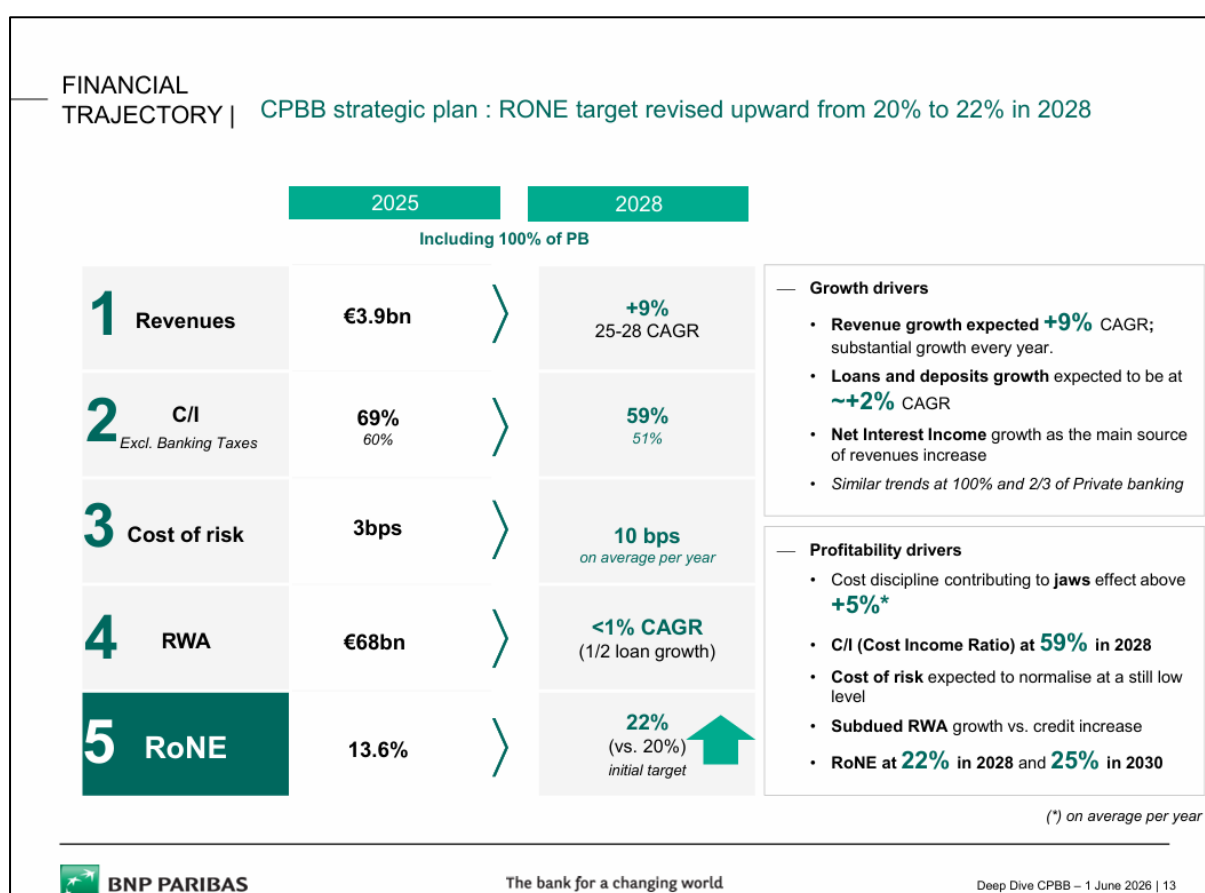 FINANCIAL
TRAJECTORY |
CPBB strategic plan : RONE target revised upward from 20% to 22% in 2028
2025
2028
Including 100% of PB
1 Revenues
€3.9bn
+9%
25-28 CAGR
2 C/I
Excl. Banking Taxes
69%
60%
59%
51%
3 Cost of risk
3bps
10 bps
on average per year
4 RWA
€68bn
<1% CAGR
(1/2 loan growth)
5 RoNE
13.6%
22%
(vs. 20%)
initial target
— Growth drivers
• Revenue growth expected +9% CAGR;
substantial growth every year.
• Loans and deposits growth expected to be at
~+2% CAGR
• Net Interest Income growth as the main source
of revenues increase
• Similar trends at 100% and 2/3 of Private banking
— Profitability drivers
• Cost discipline contributing to jaws effect above
+5%*
• C/I (Cost Income Ratio) at 59% in 2028
• Cost of risk expected to normalise at a still low
level
• Subdued RWA growth vs. credit increase
• RoNE at 22% in 2028 and 25% in 2030
(*) on average per year
BNP PARIBAS
The bank for a changing world
Deep Dive CPBB – 1 June 2026 | 13